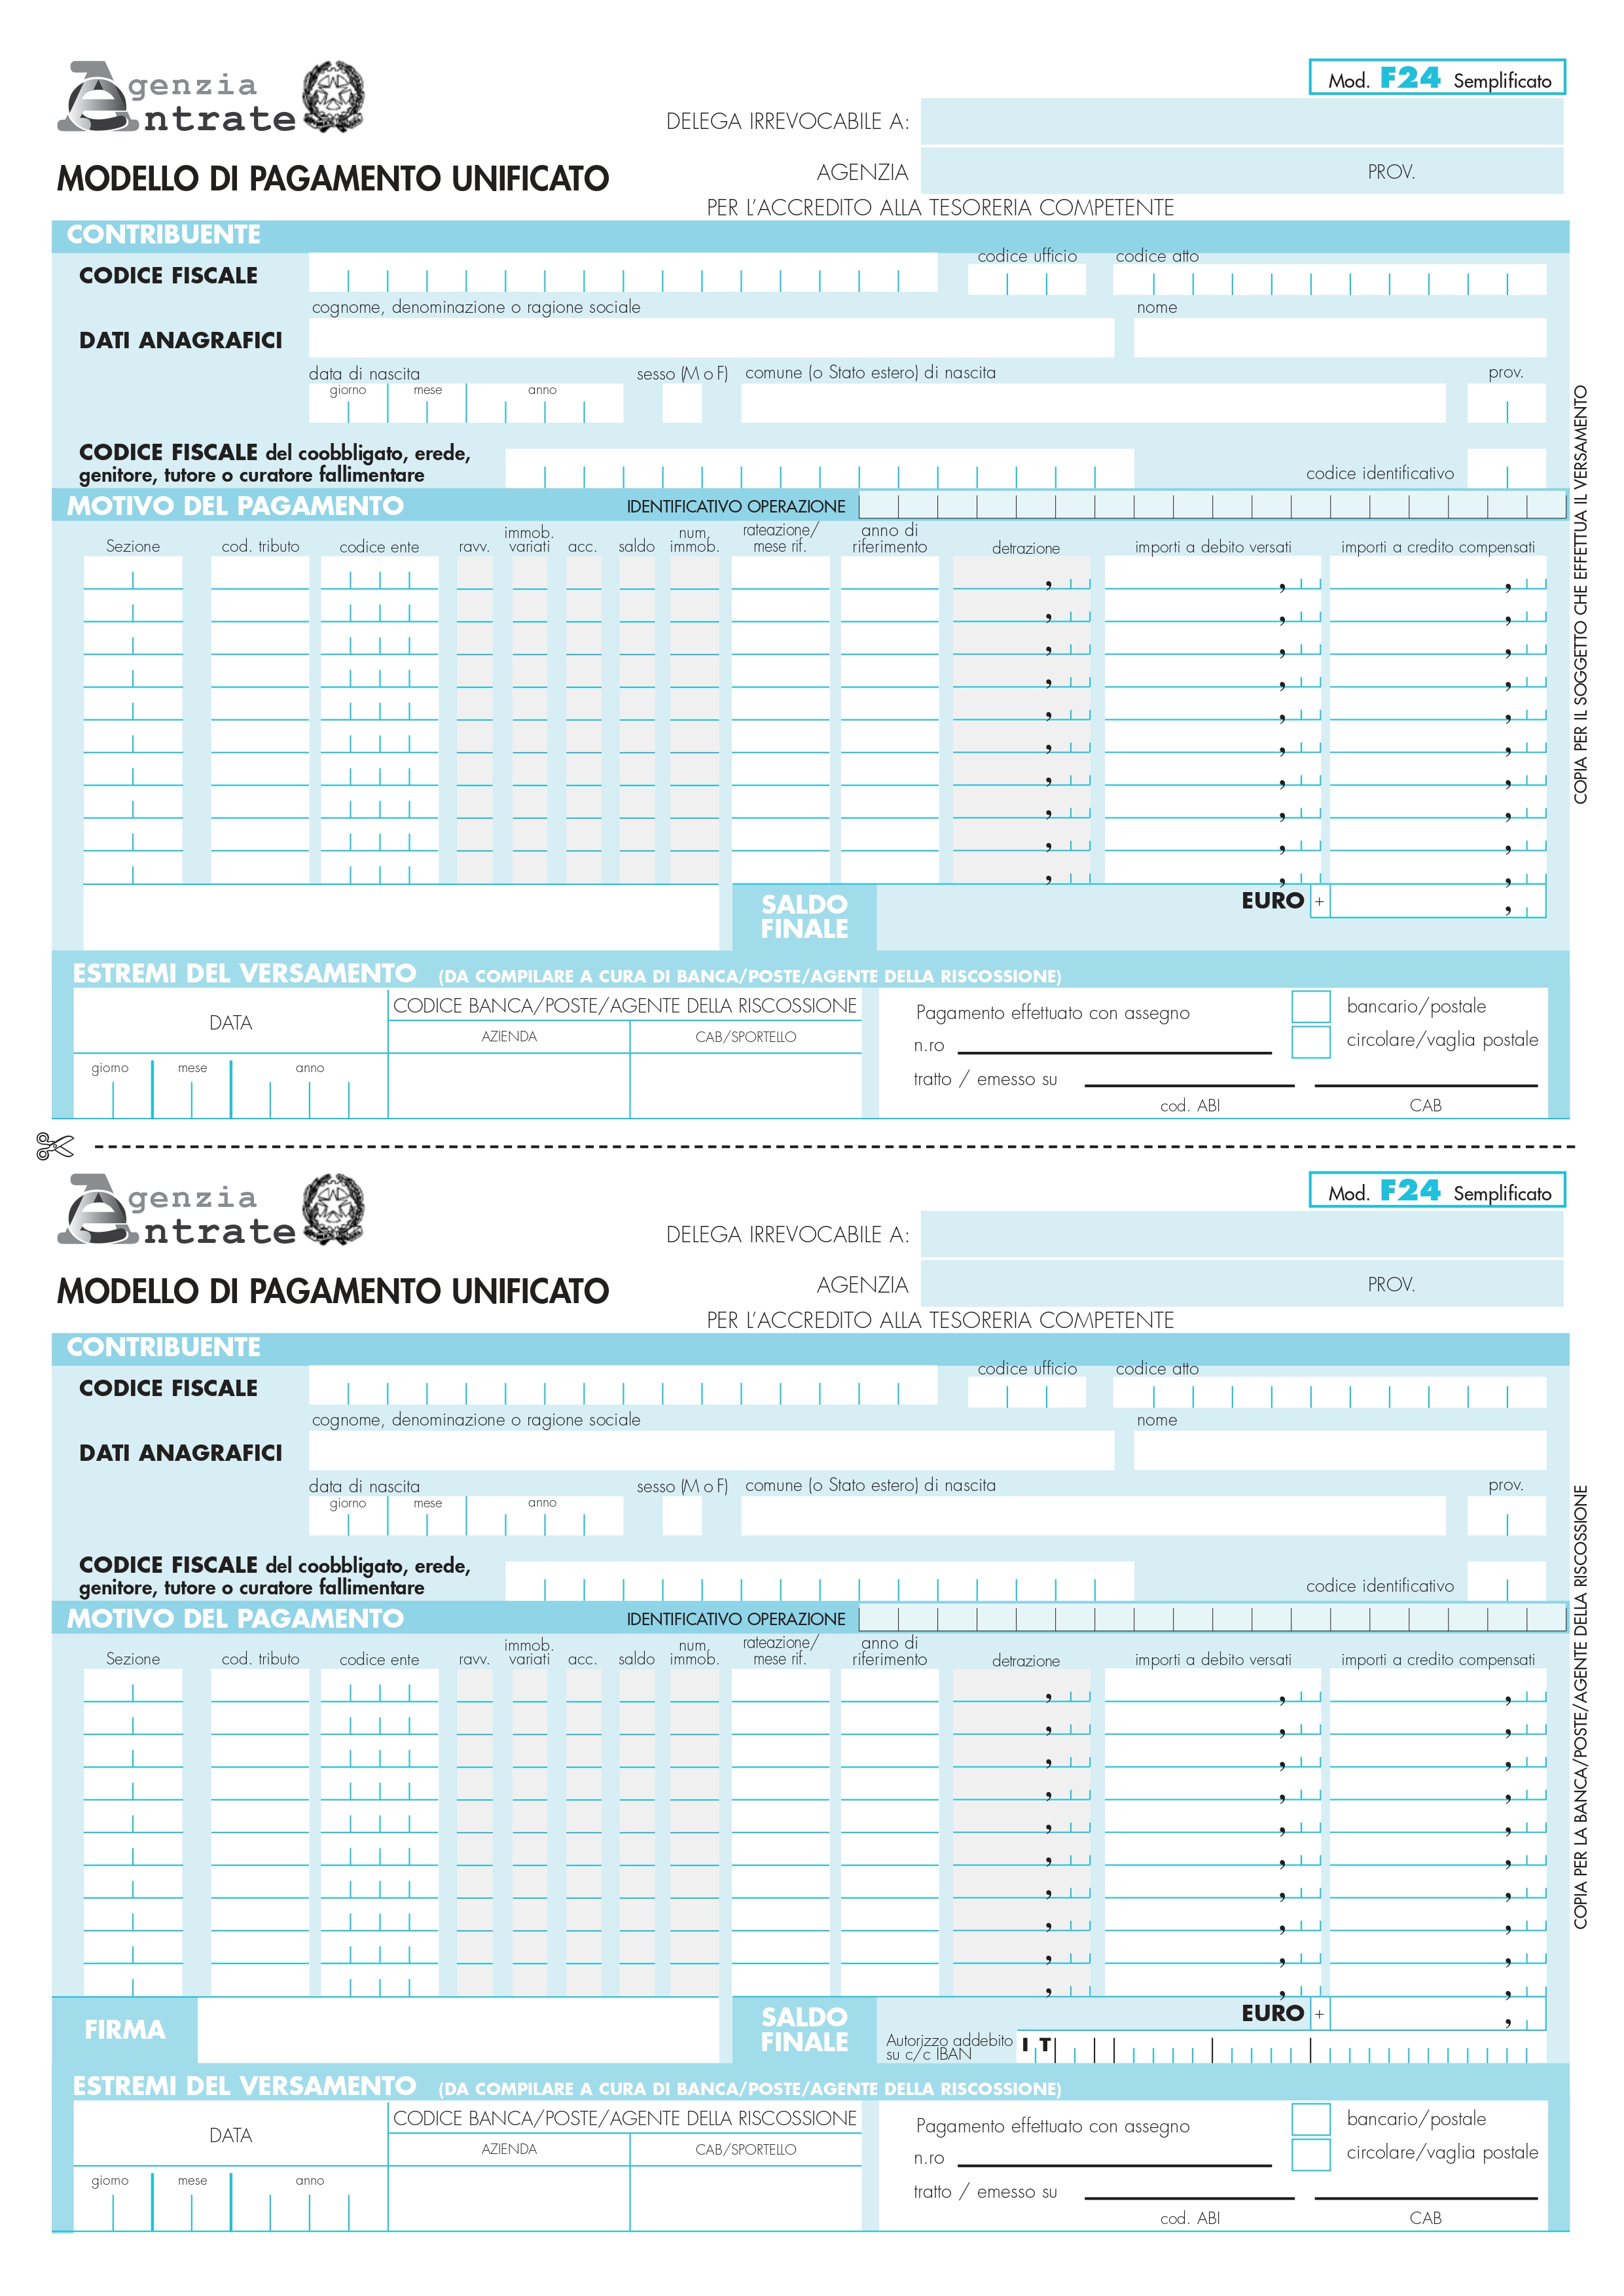 Agenzia
Entrate
Mod. F24 Semplificato
DELEGA IRREVOCABILE A:
MODELLO DI PAGAMENTO UNIFICATO
AGENZIA PROV.
PER L'ACCREDITO ALLA TESORERIA COMPETENTE
CONTRIBUENTE
CODICE FISCALE
codice ufficio codice atto
cognome, denominazione o ragione sociale nome
DATI ANAGRAFICI
data di nascita sesso (M o F) comune (o Stato estero) di nascita prov.
giorno mese anno
CODICE FISCALE del coobbligato, erede,
genitore, tutore o curatore fallimentare codice identificativo
MOTIVO DEL PAGAMENTO IDENTIFICATIVO OPERAZIONE
Sezione cod. tributo codice ente ravv. immob. variati acc. saldo num. immob. rateazione/ mese rif. anno di riferimento detrazione importi a debito versati importi a credito compensati
, , ,
, , ,
, , ,
, , ,
, , ,
, , ,
, , ,
, , ,
, , ,
, , ,
SALDO
FINALE
EURO + ,
ESTREMI DEL VERSAMENTO (DA COMPILARE A CURA DI BANCA/POSTE/AGENTE DELLA RISCOSSIONE)
DATA
CODICE BANCA/POSTE/AGENTE DELLA RISCOSSIONE
AZIENDA CAB/SPORTELLO
giorno mese anno
Pagamento effettuato con assegno bancario/postale
circolare/vaglia postale
n.ro
tratto / emesso su
cod. ABI CAB
COPIA PER IL SOGGETTO CHE EFFETTUA IL VERSAMENTO
Agenzia
Entrate
Mod. F24 Semplificato
DELEGA IRREVOCABILE A:
MODELLO DI PAGAMENTO UNIFICATO
AGENZIA PROV.
PER L'ACCREDITO ALLA TESORERIA COMPETENTE
CONTRIBUENTE
CODICE FISCALE
codice ufficio codice atto
cognome, denominazione o ragione sociale nome
DATI ANAGRAFICI
data di nascita sesso (M o F) comune (o Stato estero) di nascita prov.
giorno mese anno
CODICE FISCALE del coobbligato, erede,
genitore, tutore o curatore fallimentare codice identificativo
MOTIVO DEL PAGAMENTO IDENTIFICATIVO OPERAZIONE
Sezione cod. tributo codice ente ravv. immob. variati acc. saldo num. immob. rateazione/ mese rif. anno di riferimento detrazione importi a debito versati importi a credito compensati
, , ,
, , ,
, , ,
, , ,
, , ,
, , ,
, , ,
, , ,
, , ,
, , ,
FIRMA
SALDO
FINALE
EURO + ,
Autorizzo addebito
su c/c IBAN I T
ESTREMI DEL VERSAMENTO (DA COMPILARE A CURA DI BANCA/POSTE/AGENTE DELLA RISCOSSIONE)
DATA
CODICE BANCA/POSTE/AGENTE DELLA RISCOSSIONE
AZIENDA CAB/SPORTELLO
giorno mese anno
Pagamento effettuato con assegno bancario/postale
circolare/vaglia postale
n.ro
tratto / emesso su
cod. ABI CAB
COPIA PER LA BANCA/POSTE/AGENTE DELLA RISCOSSIONE